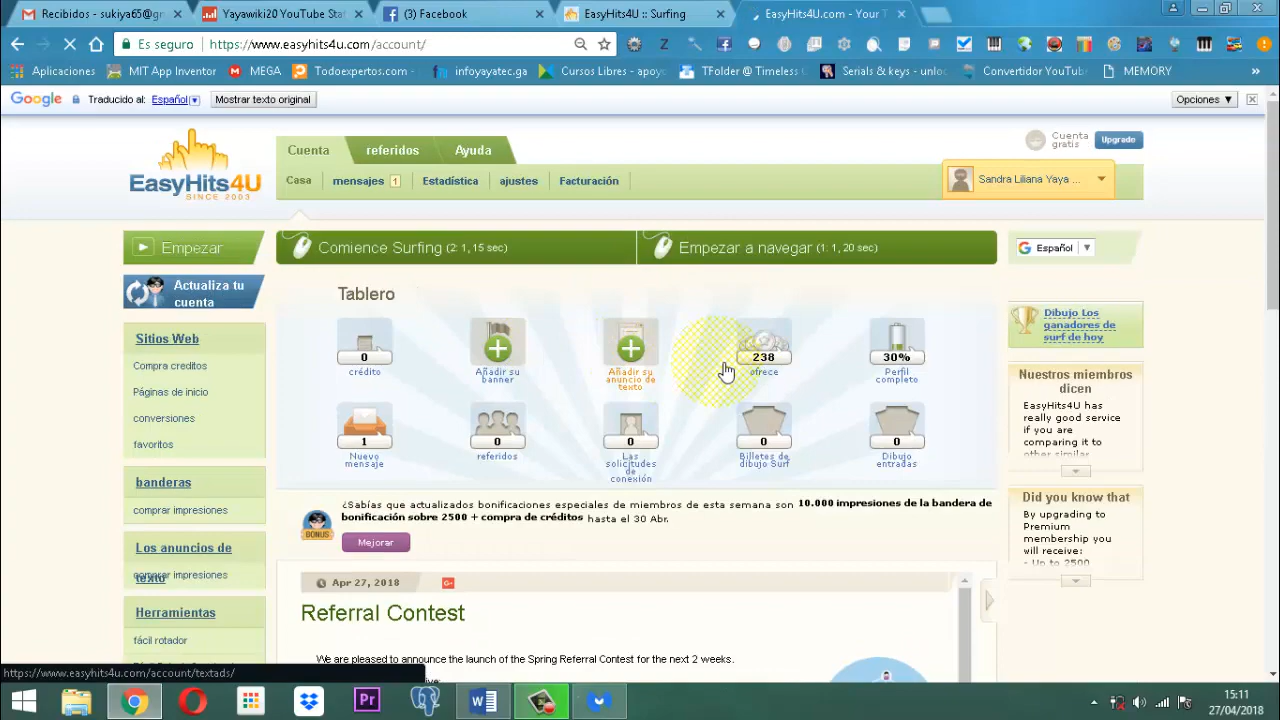 Recibidos - sukiya65@gr
Yayawiki20 YouTube Stat
(1) Facebook
EasyHits4U :: Surfing
EasyHits4U.com - Your T
Es seguro
https://www.easyhits4u.com/account/
Aplicaciones
MIT App Inventor
MEGA
Todoexpertos.com -
infoyayatec.ga
Cursos Libres - apoyo
TFolder @ Timeless
Serials & keys - unloc
Convertidor YouTube
MEMORY
»
Google
Traducido al:
Español
Mostrar texto original
Opciones ▼
EasyHits4U
SINCE 2003
Cuenta
referidos
Ayuda
Cuenta
gratis
Upgrade
Casa
mensajes 1
Estadística
ajustes
Facturación
Sandra Liliana Yaya ...
Empezar
Comience Surfing (2: 1, 15 sec)
Empezar a navegar (1: 1, 20 sec)
G Español ▼
Actualiza tu
cuenta
Tablero
Dibujo Los
ganadores de
surf de hoy
0
crédito
Añadir su
banner
Añadir su
anuncio de
texto
238
ofrece
30%
Perfil
completo
1
Nuevo
mensaje
0
referidos
0
Las
solicitudes
de
conexión
0
Billetes de
dibujo Surf
0
Dibujo
entradas
Sitios Web
Compra creditos
Páginas de inicio
conversiones
favoritos
banderas
comprar impresiones
Los anuncios de
texto
comprar impresiones
Herramientas
fácil rotador
Nuestros miembros
dicen
EasyHits4U has
really good service
if you are
comparing it to
other similar
Did you know that
By upgrading to
Premium
membership you
will receive:
- Up to 2500
¿Sabías que actualizados bonificaciones especiales de miembros de esta semana son 10.000 impresiones de la bandera de
bonificación sobre 2500 + compra de créditos hasta el 30 Abr.
BONUS
Mejorar
Apr 27, 2018
G+
Referral Contest
We are pleased to announce the launch of the Spring Referral Contest for the next 2 weeks.
https://www.easyhits4u.com/account/textads/
Pr
15:11
27/04/2018